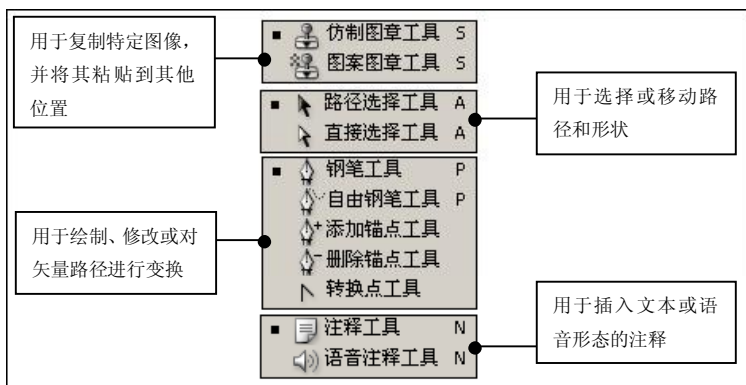 用于复制特定图像，
并将其粘贴到其他
位置
仿制图章工具 S
图案图章工具 S
路径选择工具 A
直接选择工具 A
用于选择或移动路
径和形状
钢笔工具 P
自由钢笔工具 P
添加锚点工具
删除锚点工具
转换点工具
用于绘制、修改或对
矢量路径进行变换
注释工具 N
语音注释工具 N
用于插入文本或语
音形态的注释